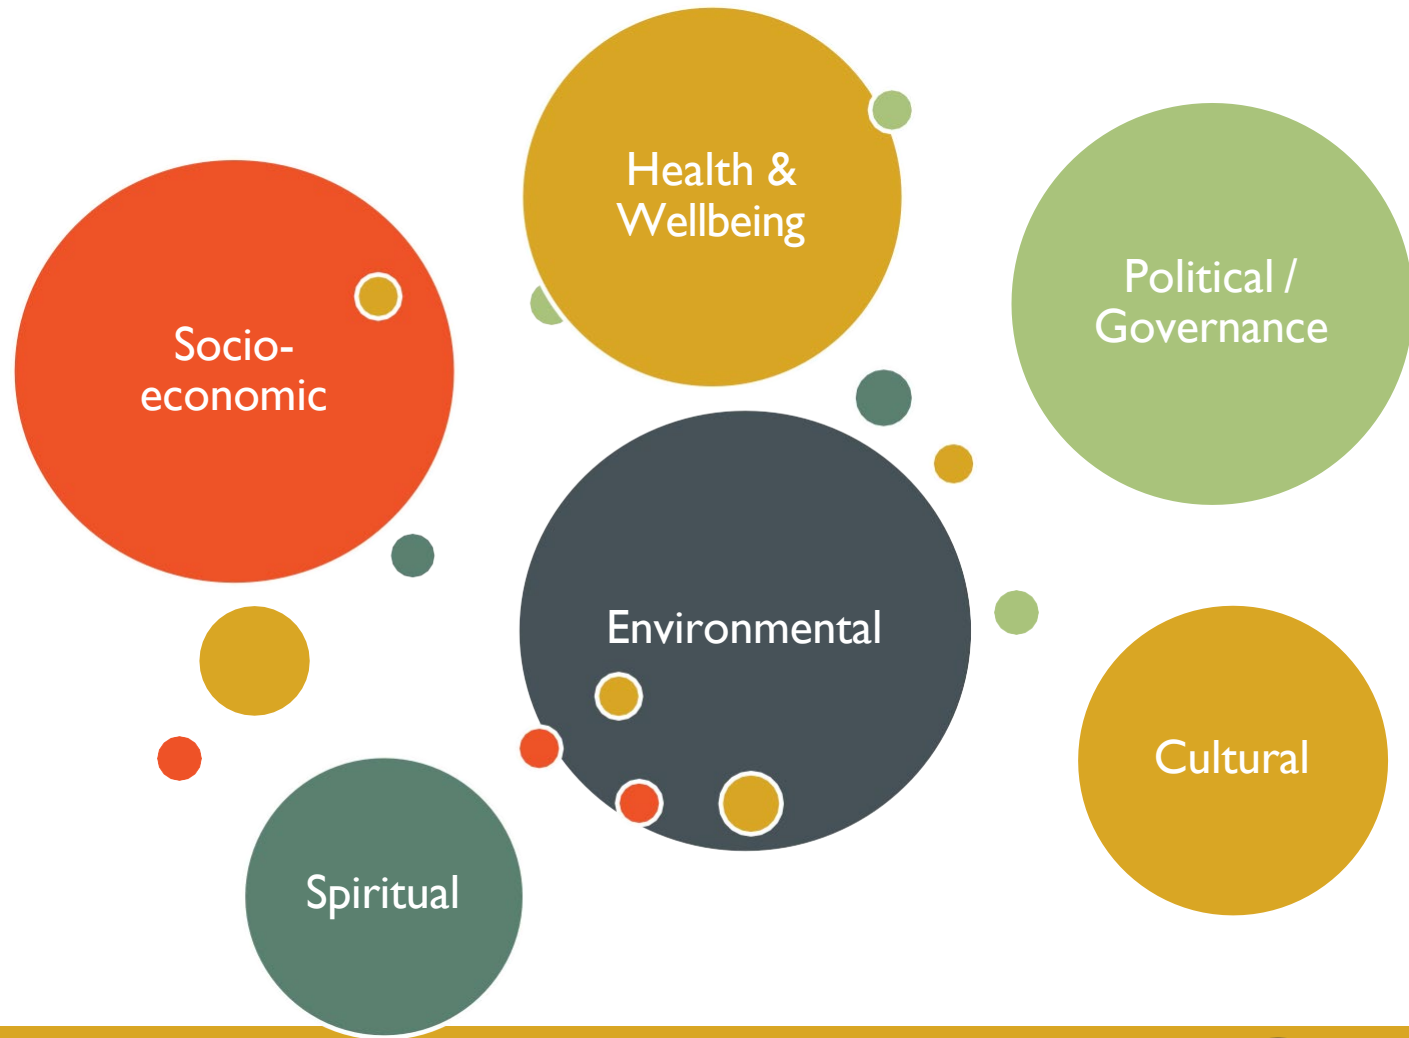 Health &
Wellbeing
Political /
Governance
Socio-
economic
Environmental
Cultural
Spiritual